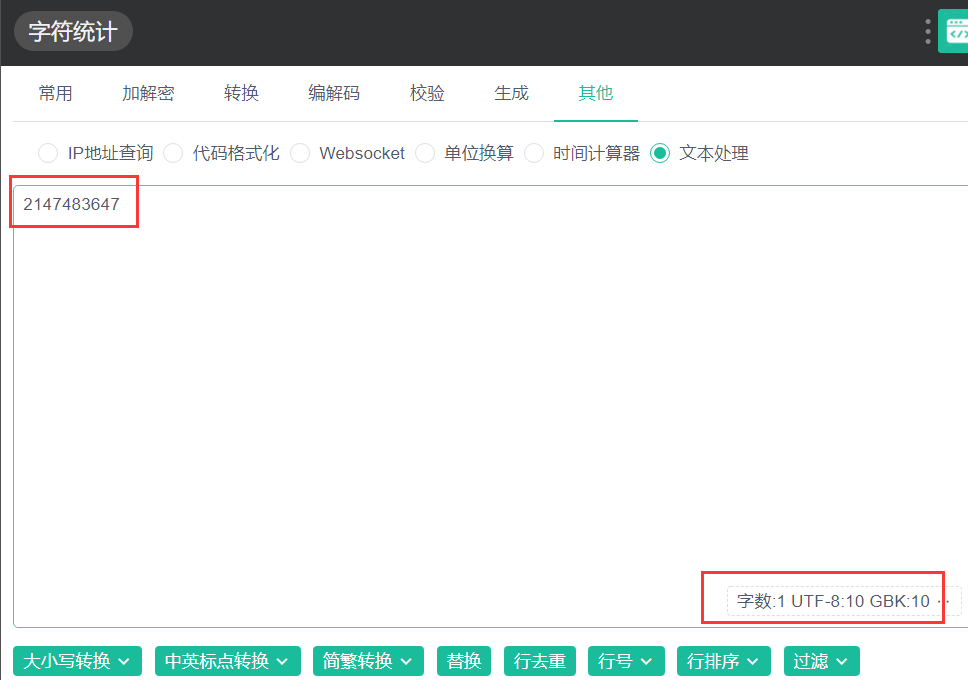 字符统计
常用 加解密 转换 编解码 校验 生成 其他
IP地址查询 代码格式化 Websocket 单位换算 时间计算器 文本处理
2147483647
字数:1 UTF-8:10 GBK:10 ···
大小写转换 中英标点转换 简繁转换 替换 行去重 行号 行排序 过滤